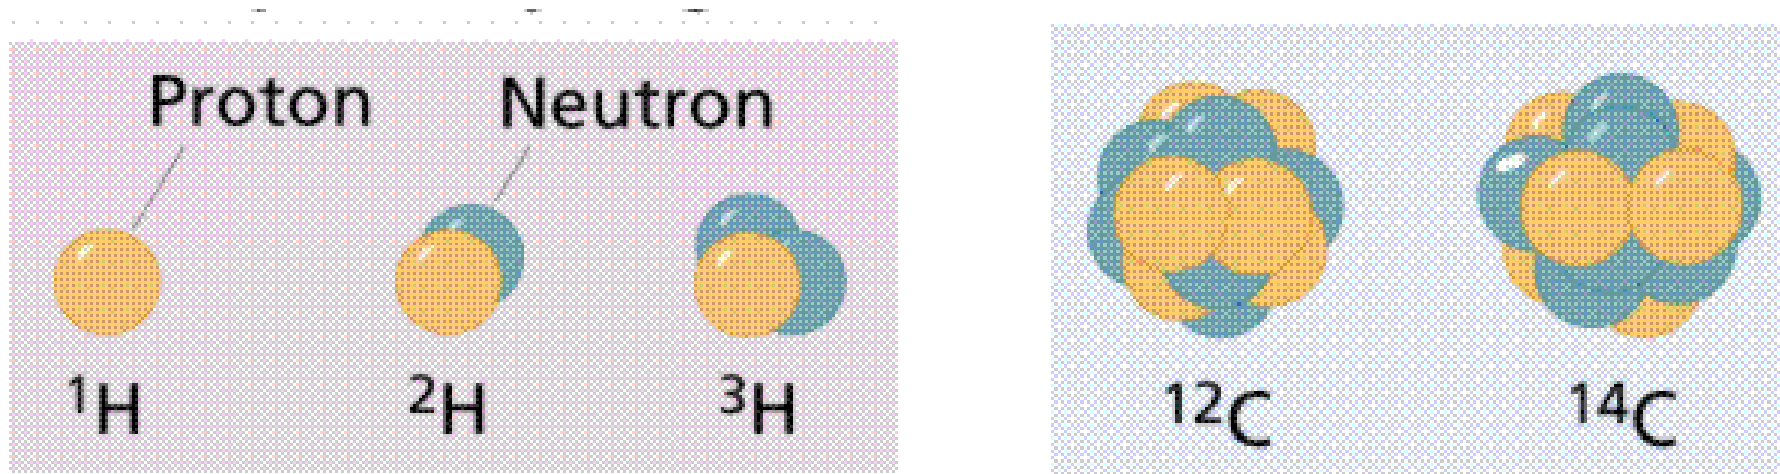 Proton Neutron
¹H ²H ³H
¹²C ¹⁴C